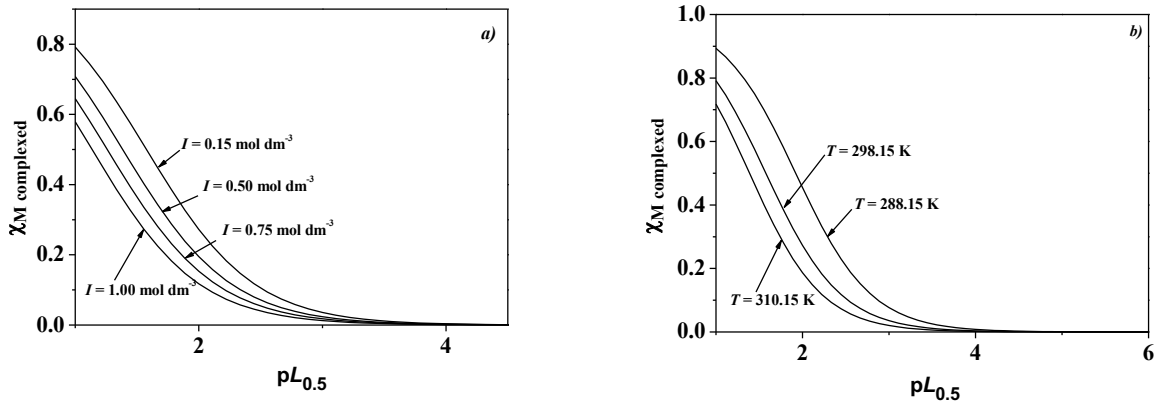 a)
0.8
0.6
0.4
0.2
0.0
χM complexed
I = 0.15 mol dm-3
I = 0.50 mol dm-3
I = 0.75 mol dm-3
I = 1.00 mol dm-3
2 4
pL0.5
b)
1.0
0.8
0.6
0.4
0.2
0.0
χM complexed
T = 298.15 K
T = 288.15 K
T = 310.15 K
2 4 6
pL0.5